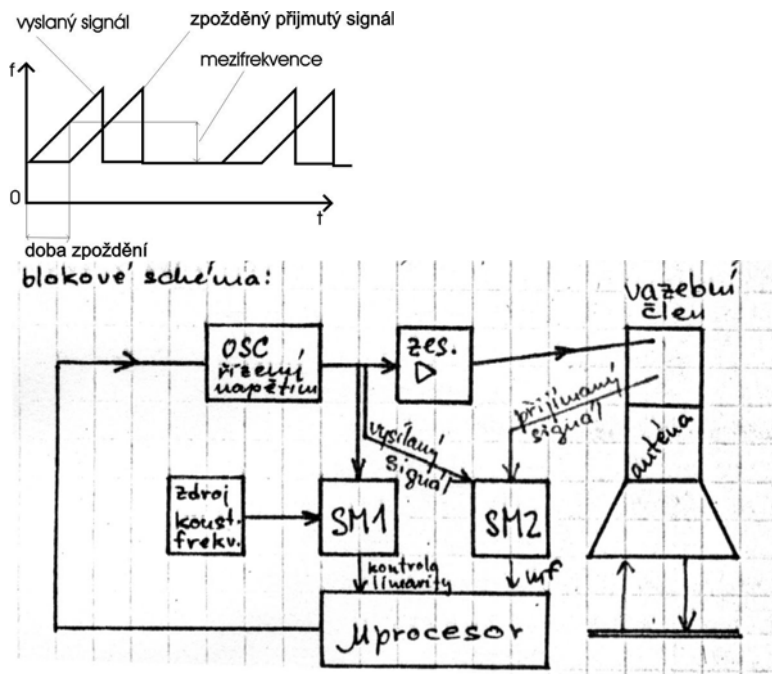 vyslaný signál
zpožděný přijmutý signál
mezifrekvence
f
0
t
doba zpoždění
blokové schéma:
vazební
člen
OSC
řízený
napětím
zes.
přijímaný
signál
vysílaný
signál
anténa
zdroj
konst.
frekv.
SM1
SM2
kontrola
linearity
mf
μprocesor